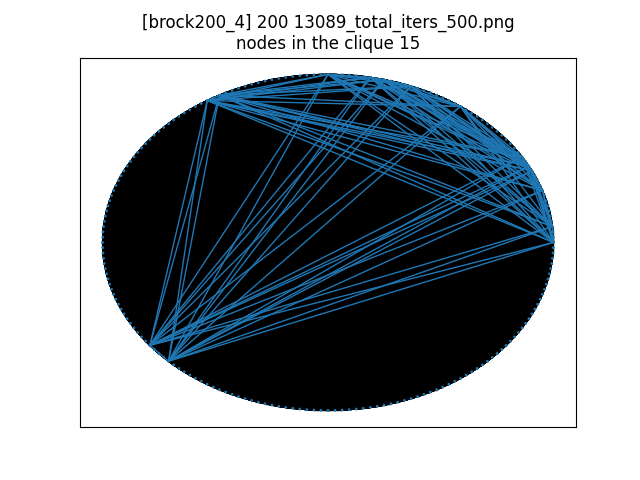 [brock200_4] 200 13089_total_iters_500.png
nodes in the clique 15